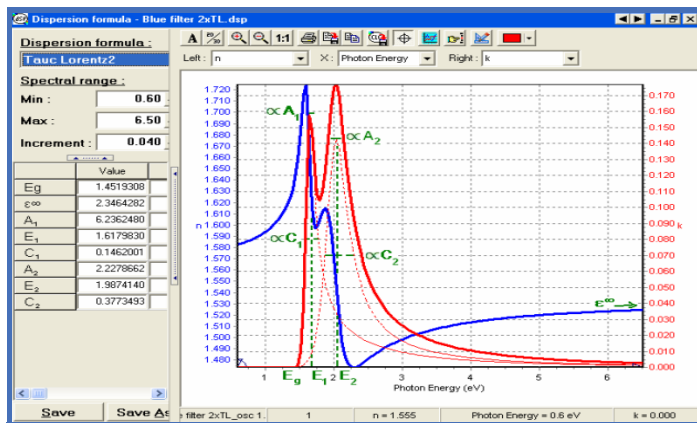 Dispersion formula - Blue filter 2xTL.dsp
Dispersion formula :
Tauc Lorentz2
Spectral range :
Min : 0.60
Max : 6.50
Increment : 0.040
Value
Eg 1.4519308
ε∞ 2.3464282
A1 6.2362480
E1 1.6179830
C1 0.1462001
A2 2.2278662
E2 1.9874140
C2 0.3773493
Save Save As
A 1:1
Left : n X : Photon Energy Right : k
1.720
1.710
1.700
1.690
1.680
1.670
1.660
1.650
1.640
1.630
1.620
1.610
1.600
1.590
1.580
1.570
1.560
1.550
1.540
1.530
1.520
1.510
1.500
1.490
1.480
n
∝A1
∝A2
∝C1
∝C2
ε∞
0.170
0.160
0.150
0.140
0.130
0.120
0.110
0.100
0.090
0.080
0.070
0.060
0.050
0.040
0.030
0.020
0.010
0.000
k
1 2 3 4 5 6
Eg E1 E2
Photon Energy (eV)
e filter 2xTL_osc 1. 1 n = 1.555 Photon Energy = 0.6 eV k = 0.000